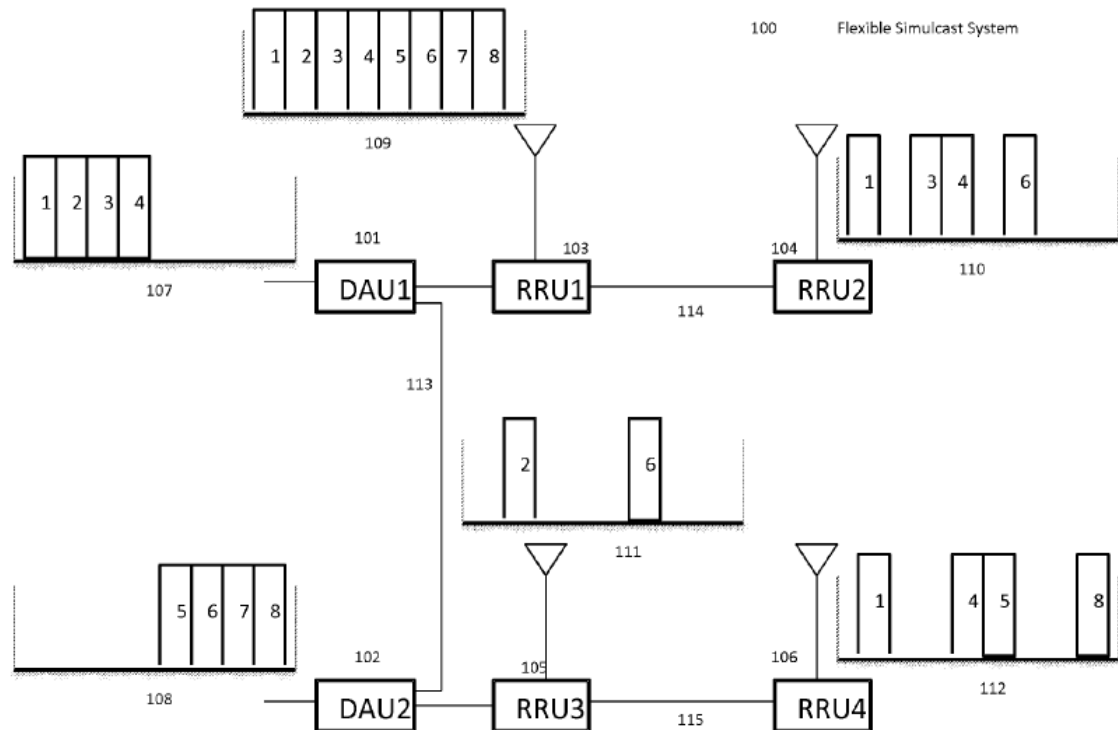 100 Flexible Simulcast System
1 2 3 4 5 6 7 8
109
1 2 3 4
1 3 4 6
101
103
104
107
110
DAU1
RRU1
RRU2
114
113
2 6
111
5 6 7 8
1 4 5 8
102
105
106
108
112
DAU2
RRU3
RRU4
115